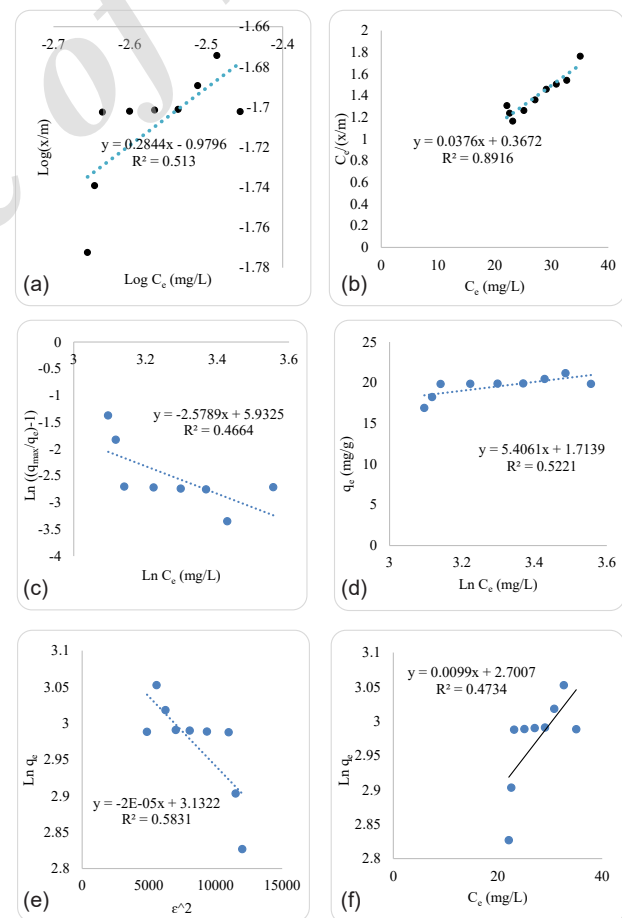 -2.7 -2.6 -2.5 -2.4
-1.66
-1.68
-1.7
-1.72
-1.74
-1.76
-1.78
Log(x/m)
y = 0.2844x - 0.9796
R² = 0.513
Log Cₑ (mg/L)
(a)
2
1.8
1.6
1.4
1.2
1
0.8
0.6
0.4
0.2
0
Cₑ/(x/m)
y = 0.0376x + 0.3672
R² = 0.8916
0 10 20 30 40
Cₑ (mg/L)
(b)
3 3.2 3.4 3.6
0
-0.5
-1
-1.5
-2
-2.5
-3
-3.5
-4
Ln ((qmax/qₑ)-1)
y = -2.5789x + 5.9325
R² = 0.4664
Ln Cₑ (mg/L)
(c)
25
20
15
10
5
0
qₑ (mg/g)
y = 5.4061x + 1.7139
R² = 0.5221
3 3.2 3.4 3.6
Ln Cₑ (mg/L)
(d)
3.1
3.05
3
2.95
2.9
2.85
2.8
Ln qₑ
y = -2E-05x + 3.1322
R² = 0.5831
0 5000 10000 15000
ε^2
(e)
3.1
3.05
3
2.95
2.9
2.85
2.8
Ln qₑ
y = 0.0099x + 2.7007
R² = 0.4734
0 20 40
Cₑ (mg/L)
(f)
of